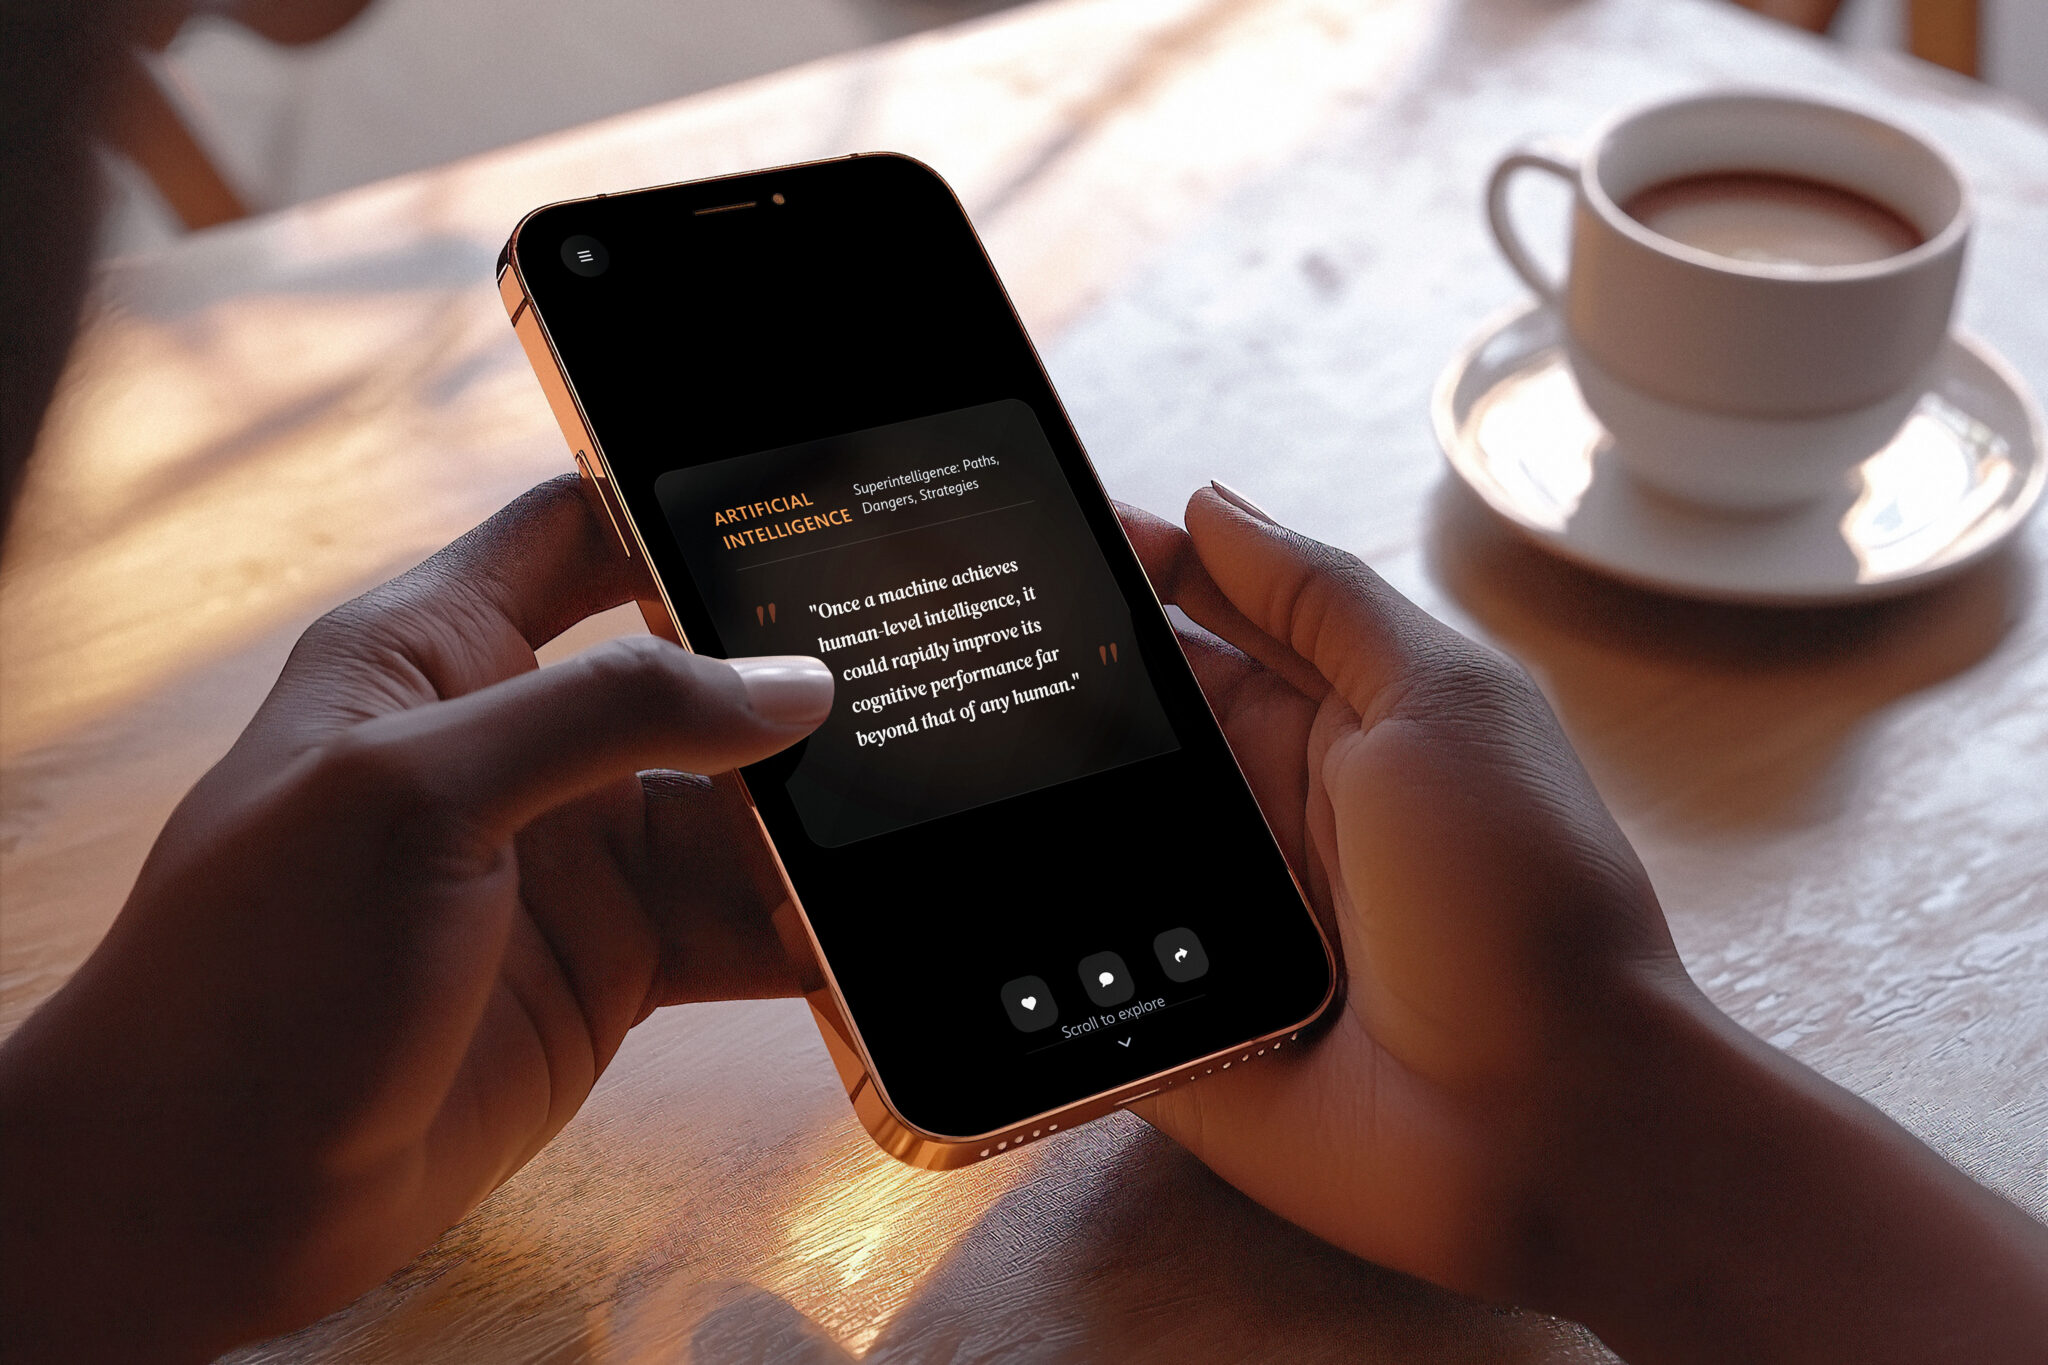 ARTIFICIAL
INTELLIGENCE
Superintelligence: Paths,
Dangers, Strategies
"Once a machine achieves
human-level intelligence, it
could rapidly improve its
cognitive performance far
beyond that of any human."
Scroll to explore